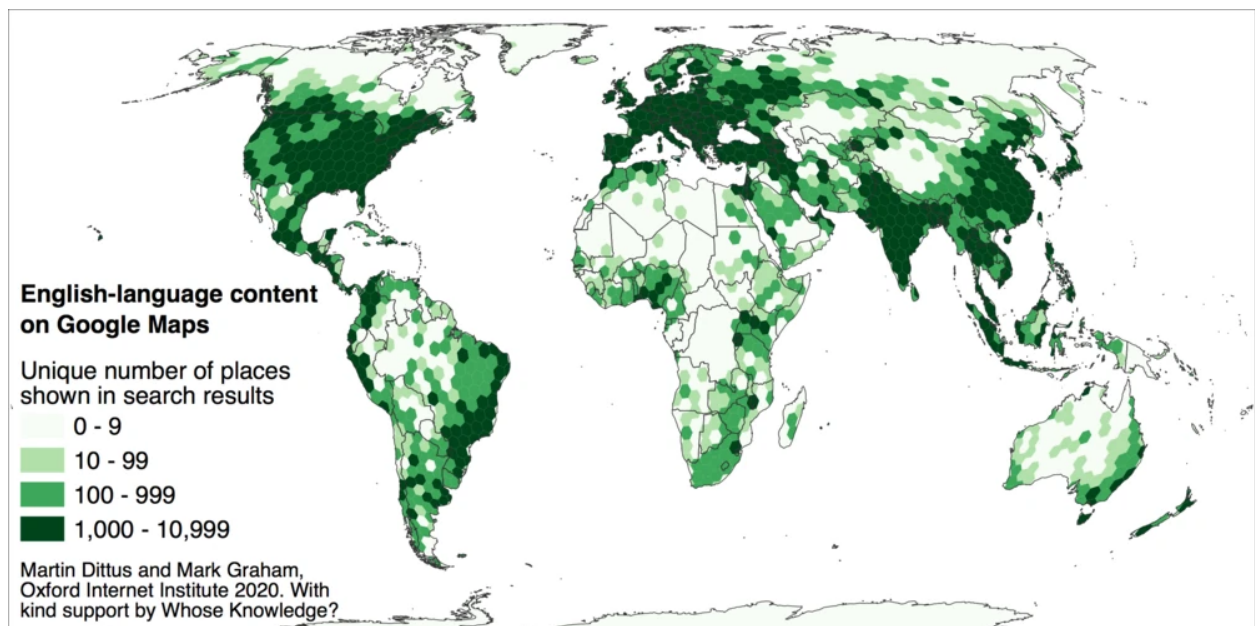 English-language content
on Google Maps
Unique number of places
shown in search results
0 - 9
10 - 99
100 - 999
1,000 - 10,999
Martin Dittus and Mark Graham,
Oxford Internet Institute 2020. With
kind support by Whose Knowledge?